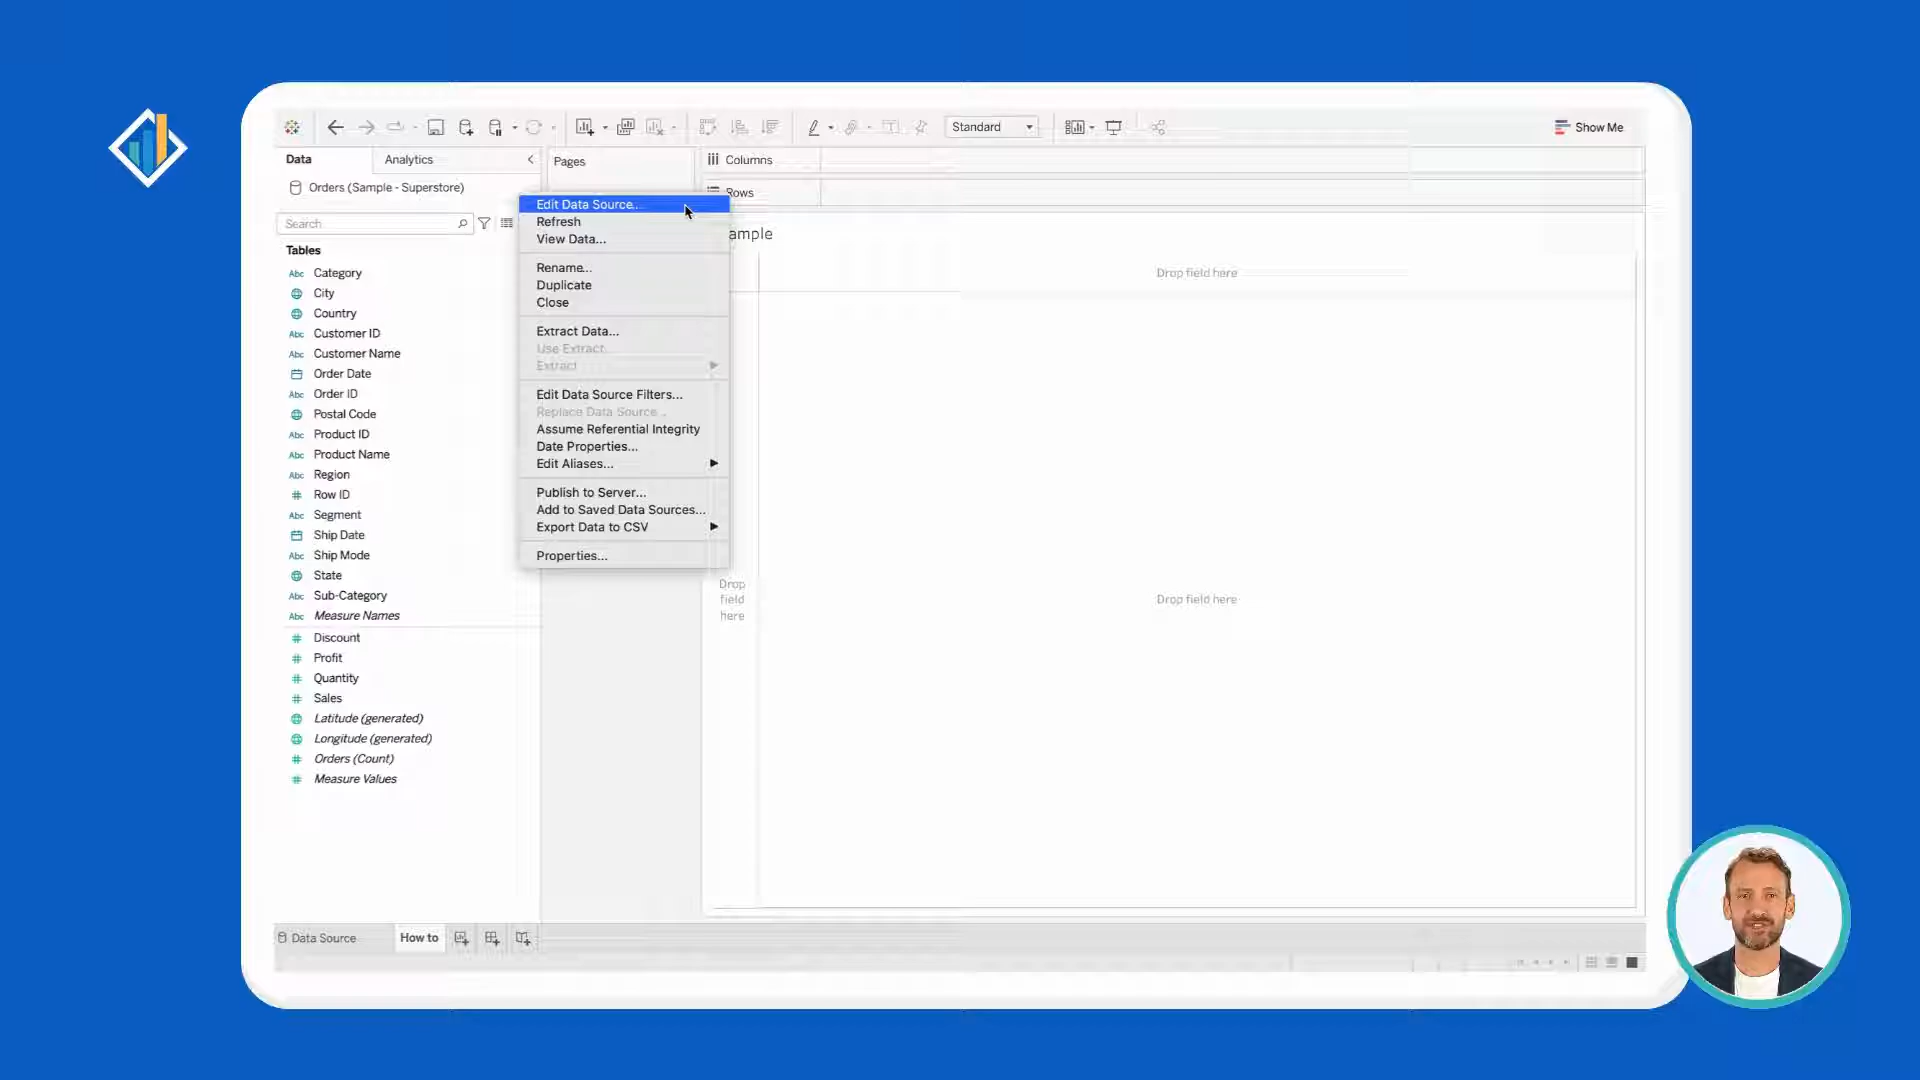 Standard
Show Me
Data
Analytics
Pages
Columns
Orders (Sample - Superstore)
Rows
Search
Tables
Category
City
Country
Customer ID
Customer Name
Order Date
Order ID
Postal Code
Product ID
Product Name
Region
Row ID
Segment
Ship Date
Ship Mode
State
Sub-Category
Measure Names
Discount
Profit
Quantity
Sales
Latitude (generated)
Longitude (generated)
Orders (Count)
Measure Values
Edit Data Source...
Refresh
View Data...
Rename...
Duplicate
Close
Extract Data...
Use Extract...
Extract
Edit Data Source Filters...
Replace Data Source...
Assume Referential Integrity
Date Properties...
Edit Aliases...
Publish to Server...
Add to Saved Data Sources...
Export Data to CSV
Properties...
ample
Drop field here
Drop
field
here
Drop field here
Data Source
How to